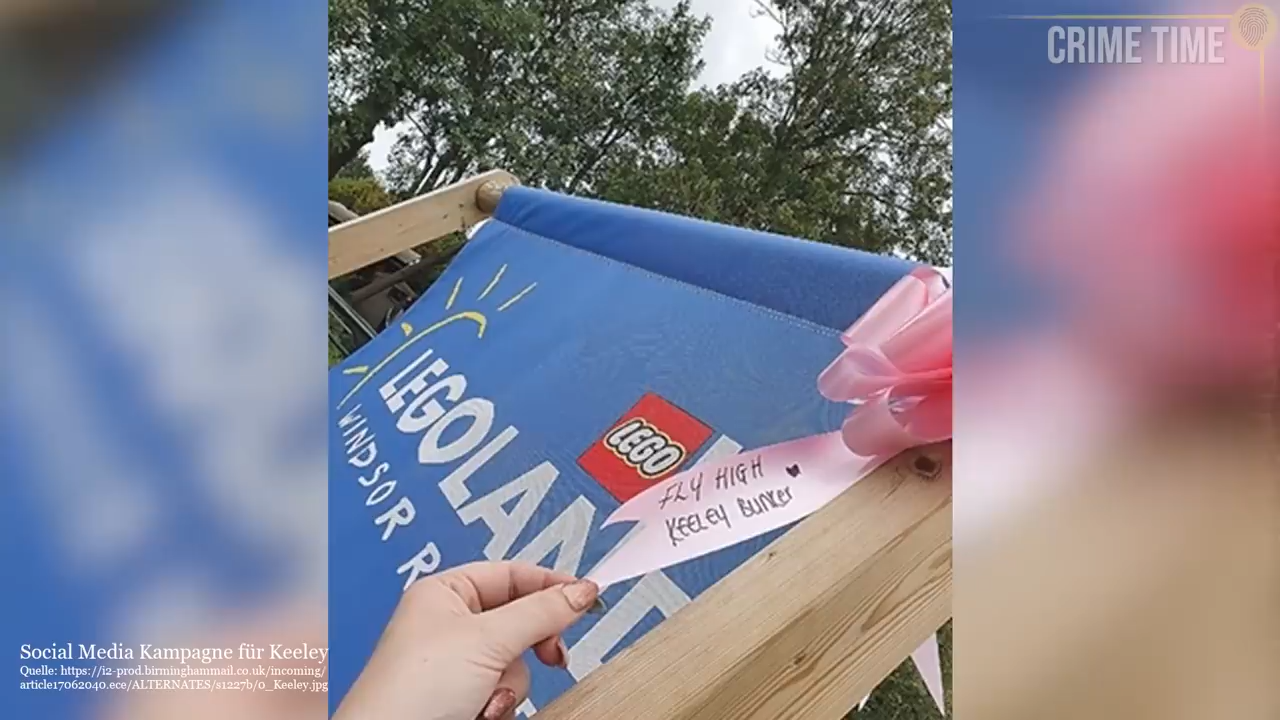 CRIME TIME
LEGOLAND
WINDSOR R
LEGO
FLY HIGH
KEELEY BUNKER
Social Media Kampagne für Keeley
Quelle: https://i2-prod.birminghammail.co.uk/incoming/
article17062040.ece/ALTERNATES/s1227b/0_Keeley.jpg